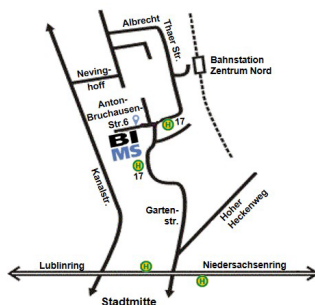 Albrecht
Thaer Str.
Bahnstation
Zentrum Nord
Neving-
hoff
Anton-
Bruchausen-
Str.6
H 17
BI
MS
H
17
Kanalstr.
Garten-
str.
Hoher
Heckenweg
Lublinring
H
Niedersachsenring
H
Stadtmitte